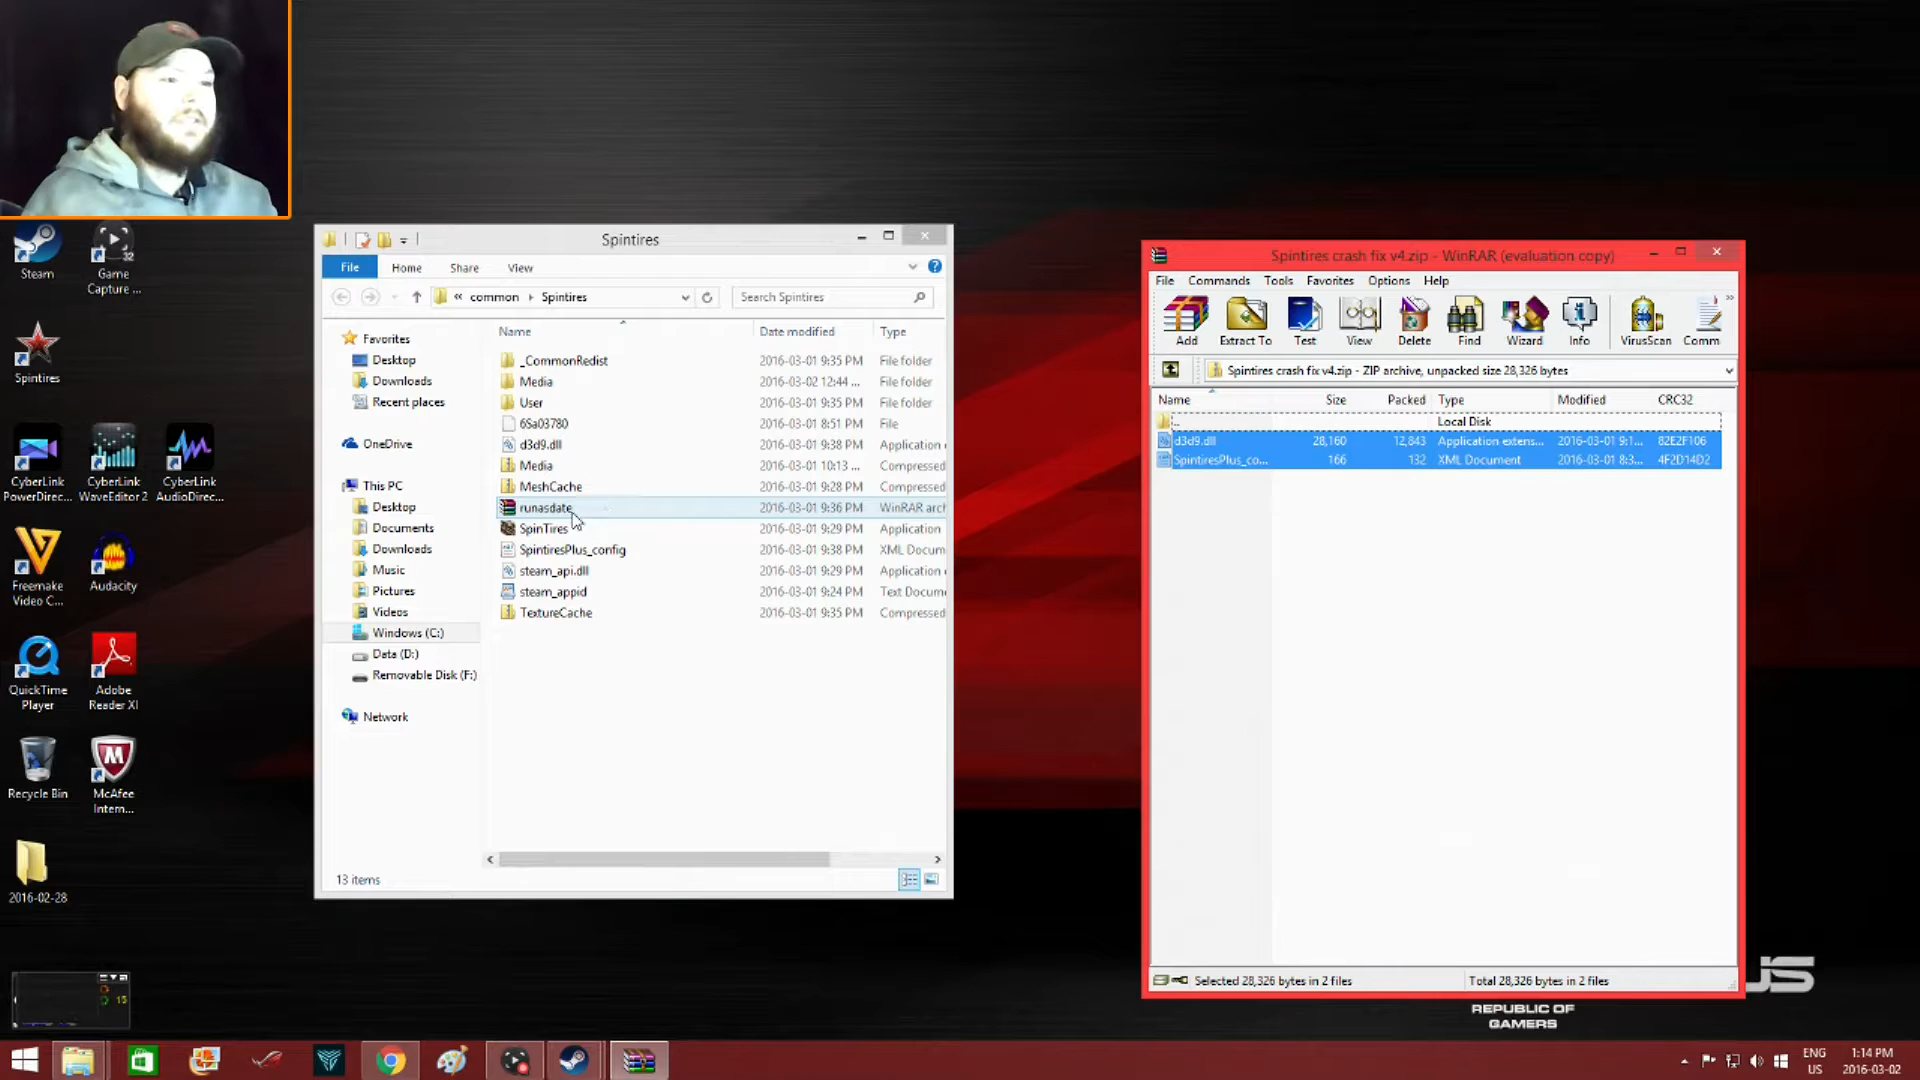 Steam
Game Capture ...
32
Spintires
CyberLink PowerDirec...
CyberLink WaveEditor 2
CyberLink AudioDirec...
Freemake Video C...
Audacity
QuickTime Player
Adobe Reader XI
Recycle Bin
McAfee Intern...
2016-02-28
15
Spintires
File Home Share View
« common Spintires
Search Spintires
Name Date modified Type
Favorites
Desktop
Downloads
Recent places
OneDrive
This PC
Desktop
Documents
Downloads
Music
Pictures
Videos
Windows (C:)
Data (D:)
Removable Disk (F:)
Network
_CommonRedist 2016-03-01 9:35 PM File folder
Media 2016-03-02 12:44 ... File folder
User 2016-03-01 9:35 PM File folder
65a03780 2016-03-01 8:51 PM File
d3d9.dll 2016-03-01 9:38 PM Application
Media 2016-03-01 10:13 ... Compressed
MeshCache 2016-03-01 9:28 PM Compressed
runasdate 2016-03-01 9:36 PM WinRAR arch
SpinTires 2016-03-01 9:29 PM Application
SpintiresPlus_config 2016-03-01 9:38 PM XML Docum
steam_api.dll 2016-03-01 9:29 PM Application
steam_appid 2016-03-01 9:24 PM Text Docum
TextureCache 2016-03-01 9:35 PM Compressed
13 items
Spintires crash fix v4.zip - WinRAR (evaluation copy)
File Commands Tools Favorites Options Help
Add Extract To Test View Delete Find Wizard Info VirusScan Comm
»
Spintires crash fix v4.zip - ZIP archive, unpacked size 28,326 bytes
Name Size Packed Type Modified CRC32
.. Local Disk
d3d9.dll 28,160 12,843 Application extens... 2016-03-01 9:1... 82E2F106
SpintiresPlus_co... 166 132 XML Document 2016-03-01 8:3... 4F2D14D2
Selected 28,326 bytes in 2 files
Total 28,326 bytes in 2 files
REPUBLIC OF
GAMERS
ENG
US
1:14 PM
2016-03-02